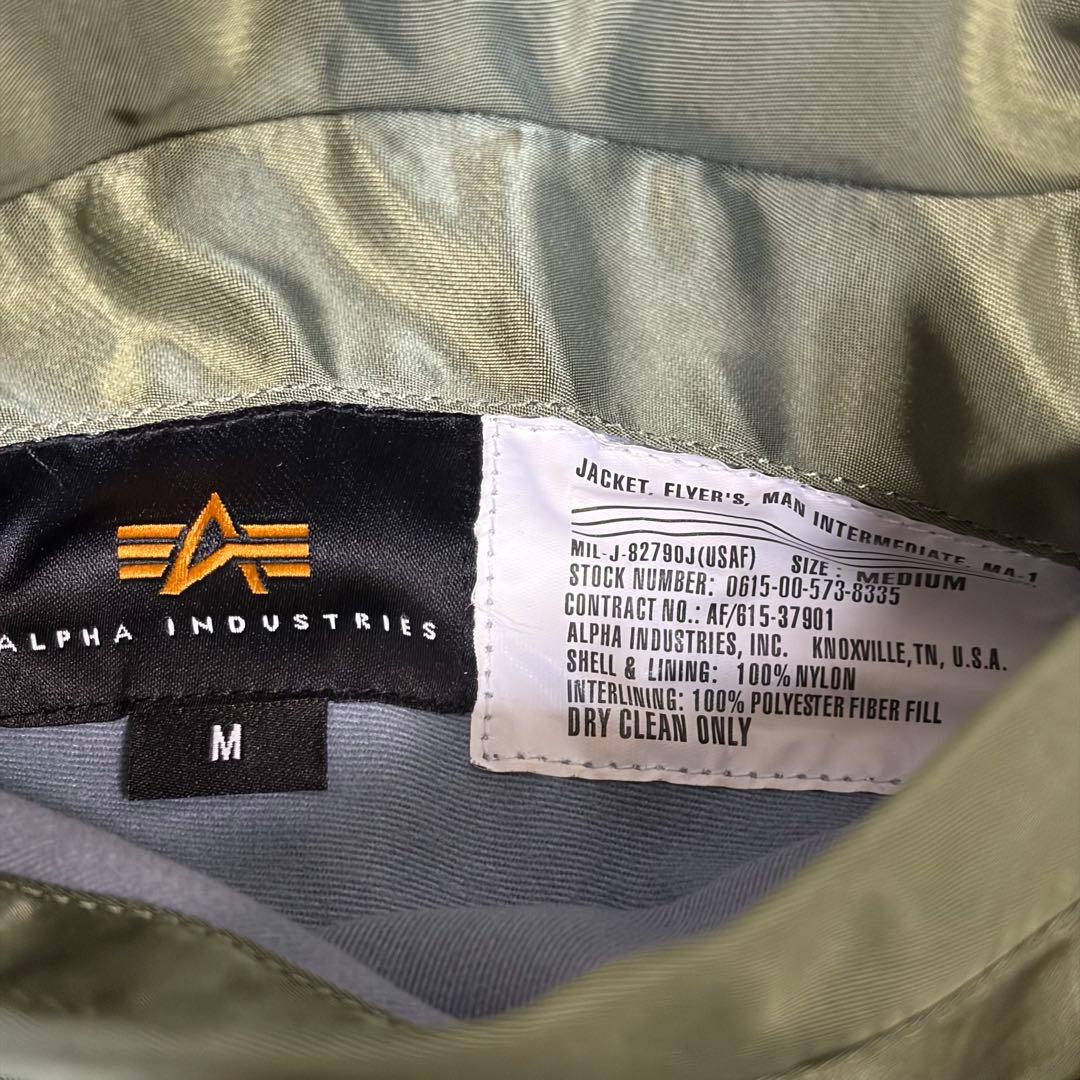 ALPHA INDUSTRIES
M
JACKET, FLYER'S, MAN INTERMEDIATE, MA-1
MIL-J-82790J(USAF) SIZE : MEDIUM
STOCK NUMBER: 0615-00-573-8335
CONTRACT NO.: AF/615-37901
ALPHA INDUSTRIES, INC. KNOXVILLE,TN, U.S.A.
SHELL & LINING: 100% NYLON
INTERLINING: 100% POLYESTER FIBER FILL
DRY CLEAN ONLY